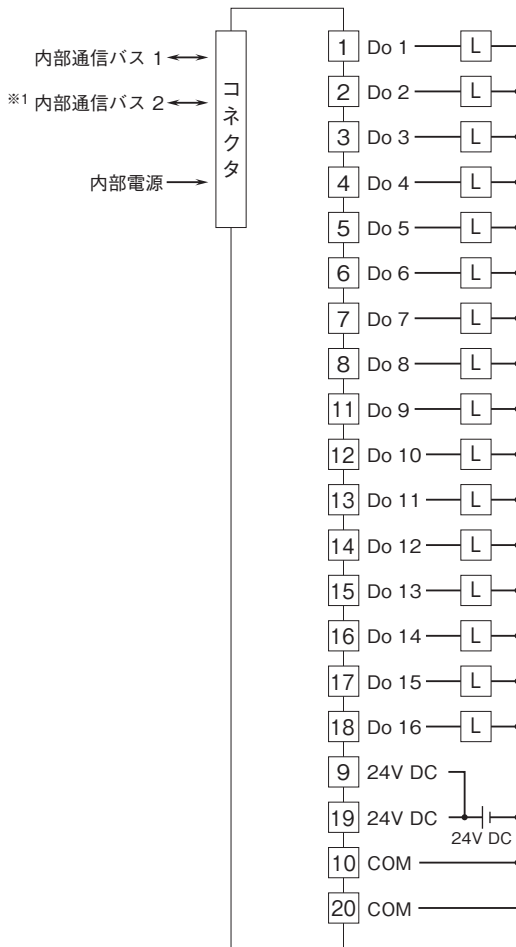 内部通信バス 1
※1 内部通信バス 2
内部電源
コネクタ
1 Do 1 L
2 Do 2 L
3 Do 3 L
4 Do 4 L
5 Do 5 L
6 Do 6 L
7 Do 7 L
8 Do 8 L
11 Do 9 L
12 Do 10 L
13 Do 11 L
14 Do 12 L
15 Do 13 L
16 Do 14 L
17 Do 15 L
18 Do 16 L
9 24V DC
19 24V DC
24V DC
10 COM
20 COM